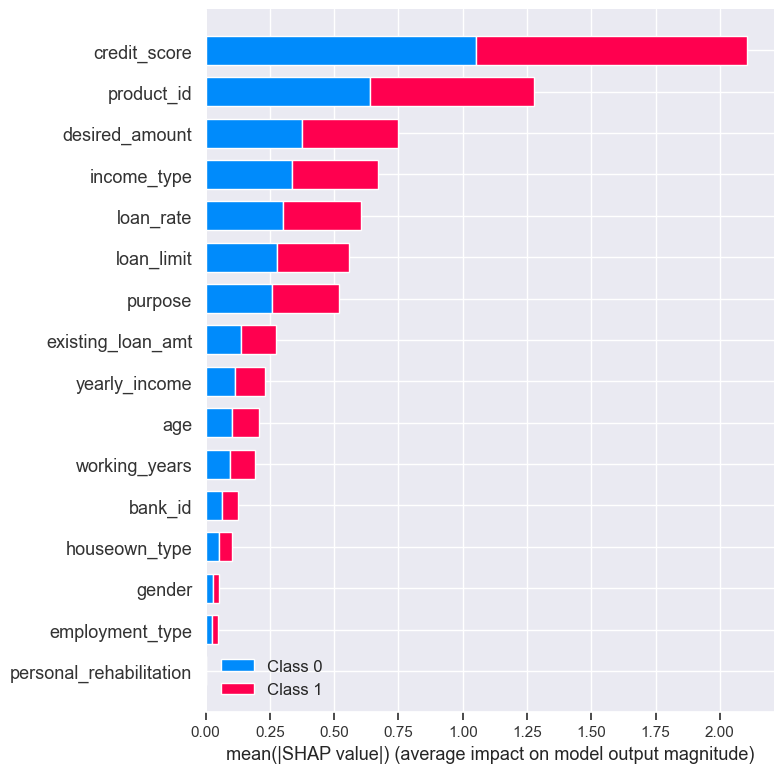 credit_score
product_id
desired_amount
income_type
loan_rate
loan_limit
purpose
existing_loan_amt
yearly_income
age
working_years
bank_id
houseown_type
gender
employment_type
personal_rehabilitation
Class 0
Class 1
0.00 0.25 0.50 0.75 1.00 1.25 1.50 1.75 2.00
mean(|SHAP value|) (average impact on model output magnitude)